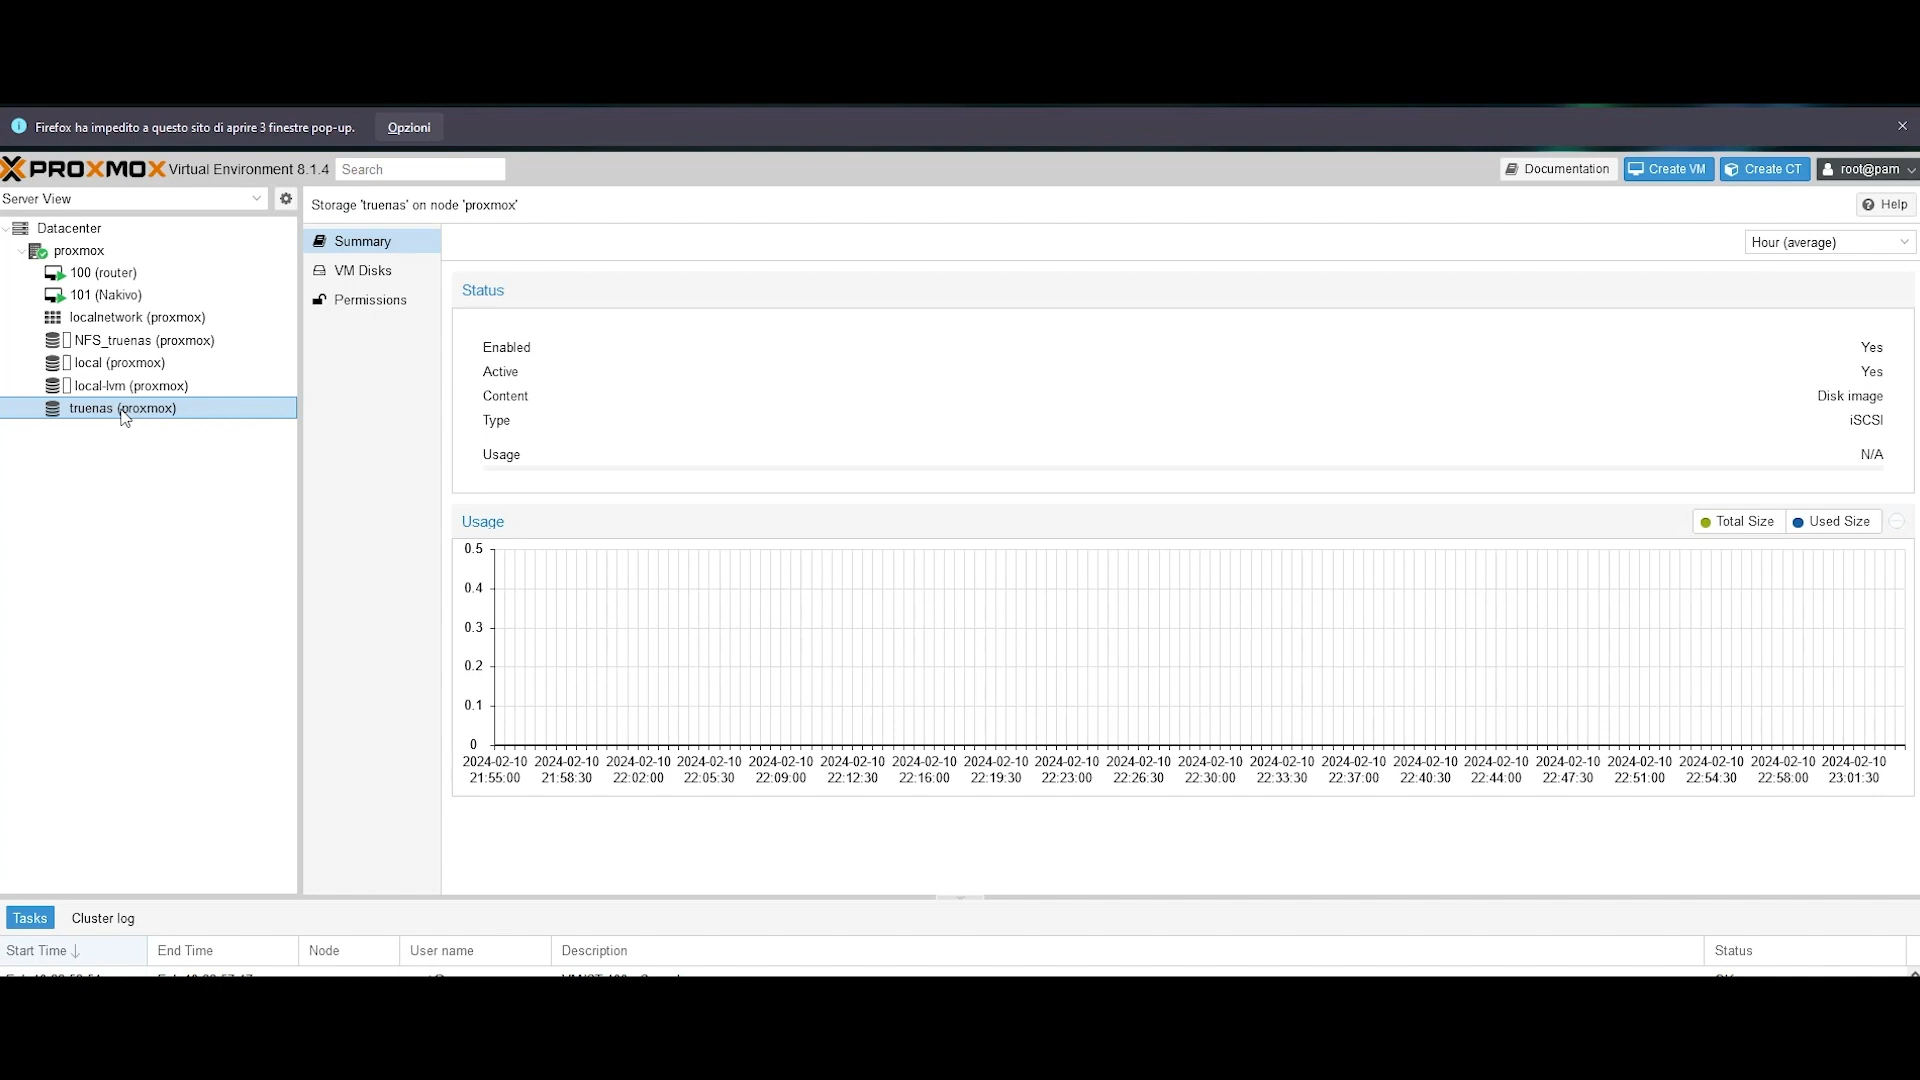 Firefox ha impedito a questo sito di aprire 3 finestre pop-up. Opzioni
PROXMOX Virtual Environment 8.1.4 Search Documentation Create VM Create CT root@pam
Server View
Storage 'truenas' on node 'proxmox' Help
Datacenter
proxmox
100 (router)
101 (Nakivo)
localnetwork (proxmox)
NFS_truenas (proxmox)
local (proxmox)
local-lvm (proxmox)
truenas (proxmox)
Summary
VM Disks
Permissions
Hour (average)
Status
Enabled Yes
Active Yes
Content Disk image
Type iSCSI
Usage N/A
Usage Total Size Used Size
0.5
0.4
0.3
0.2
0.1
0
2024-02-10 2024-02-10 2024-02-10 2024-02-10 2024-02-10 2024-02-10 2024-02-10 2024-02-10 2024-02-10 2024-02-10 2024-02-10 2024-02-10 2024-02-10 2024-02-10 2024-02-10 2024-02-10 2024-02-10 2024-02-10 2024-02-10 2024-02-10
21:55:00 21:58:30 22:02:00 22:05:30 22:09:00 22:12:30 22:16:00 22:19:30 22:23:00 22:26:30 22:30:00 22:33:30 22:37:00 22:40:30 22:44:00 22:47:30 22:51:00 22:54:30 22:58:00 23:01:30
Tasks Cluster log
Start Time End Time Node User name Description Status